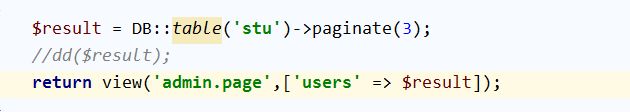 $result = DB::table('stu')->paginate(3);
//dd($result);
return view('admin.page',['users' => $result]);